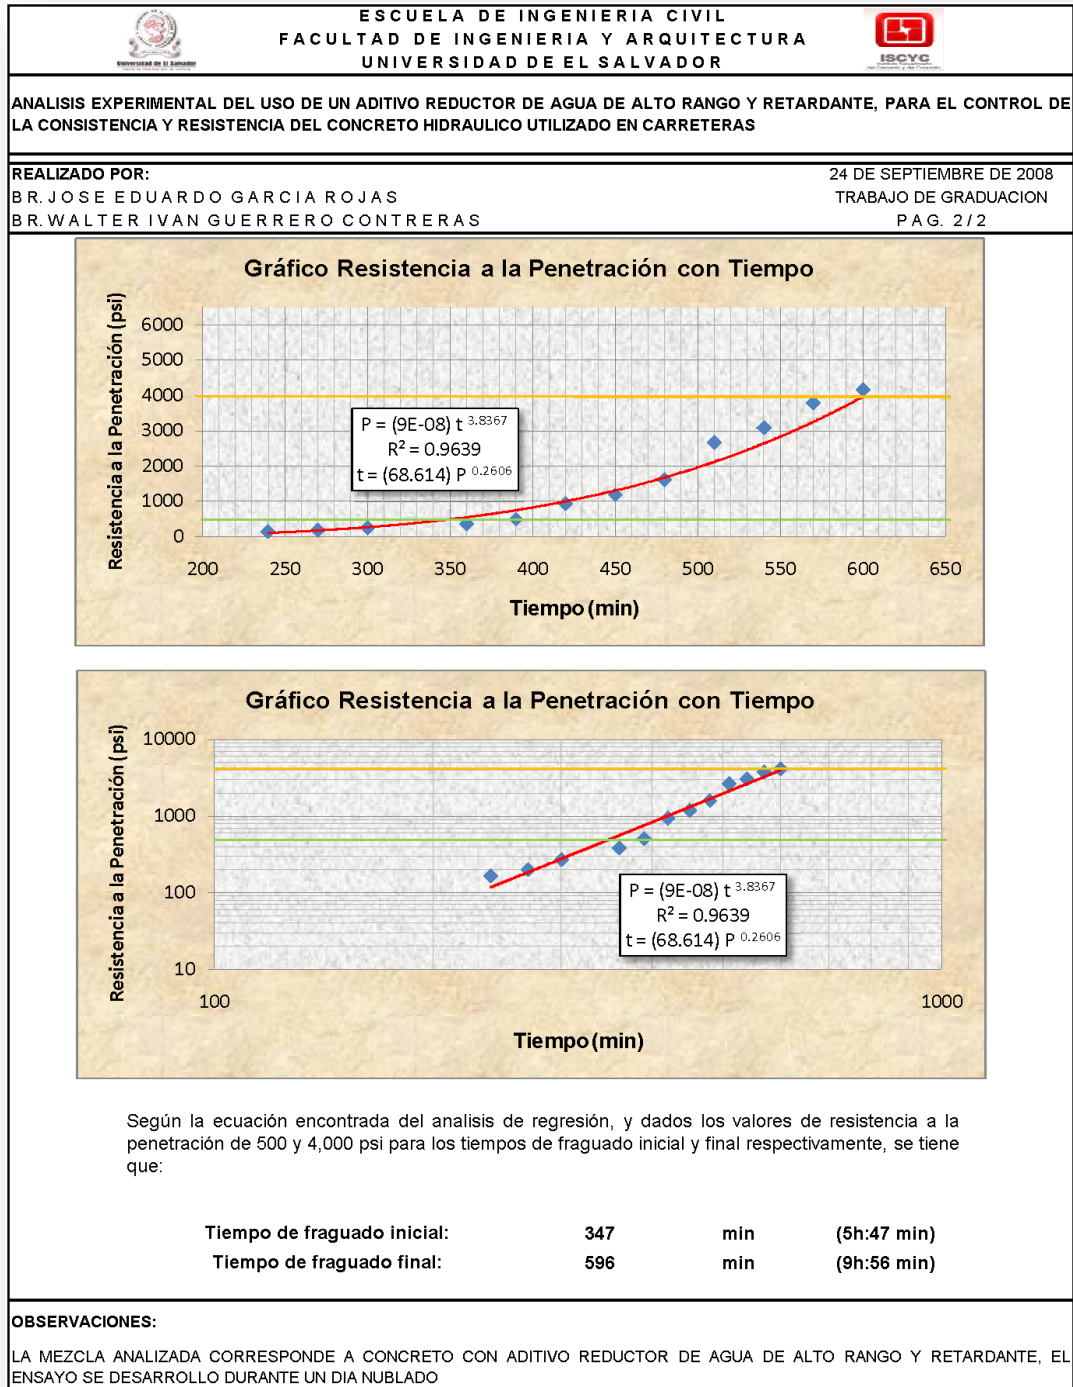 ESCUELA DE INGENIERIA CIVIL
FACULTAD DE INGENIERIA Y ARQUITECTURA
UNIVERSIDAD DE EL SALVADOR
Universidad de El Salvador
ISCYC
ANALISIS EXPERIMENTAL DEL USO DE UN ADITIVO REDUCTOR DE AGUA DE ALTO RANGO Y RETARDANTE, PARA EL CONTROL DE
LA CONSISTENCIA Y RESISTENCIA DEL CONCRETO HIDRAULICO UTILIZADO EN CARRETERAS
REALIZADO POR:
24 DE SEPTIEMBRE DE 2008
BR. JOSE EDUARDO GARCIA ROJAS
TRABAJO DE GRADUACION
BR. WALTER IVAN GUERRERO CONTRERAS
PAG. 2/2
Gráfico Resistencia a la Penetración con Tiempo
Resistencia a la Penetración (psi)
6000
5000
4000
3000
2000
1000
0
P = (9E-08) t 3.8367
R² = 0.9639
t = (68.614) P 0.2606
200 250 300 350 400 450 500 550 600 650
Tiempo (min)
Gráfico Resistencia a la Penetración con Tiempo
Resistencia a la Penetración (psi)
10000
1000
100
10
P = (9E-08) t 3.8367
R² = 0.9639
t = (68.614) P 0.2606
100 1000
Tiempo (min)
Según la ecuación encontrada del analisis de regresión, y dados los valores de resistencia a la
penetración de 500 y 4,000 psi para los tiempos de fraguado inicial y final respectivamente, se tiene
que:
Tiempo de fraguado inicial: 347 min (5h:47 min)
Tiempo de fraguado final: 596 min (9h:56 min)
OBSERVACIONES:
LA MEZCLA ANALIZADA CORRESPONDE A CONCRETO CON ADITIVO REDUCTOR DE AGUA DE ALTO RANGO Y RETARDANTE, EL
ENSAYO SE DESARROLLO DURANTE UN DIA NUBLADO